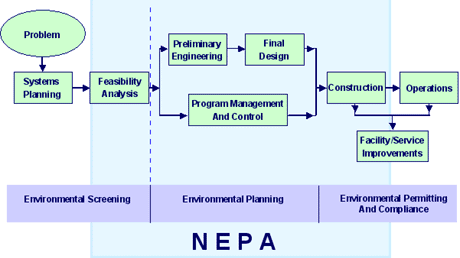 Problem
Systems
Planning
Feasibility
Analysis
Preliminary
Engineering
Final
Design
Program Management
And Control
Construction
Operations
Facility/Service
Improvements
Environmental Screening
Environmental Planning
Environmental Permitting
And Compliance
NEPA